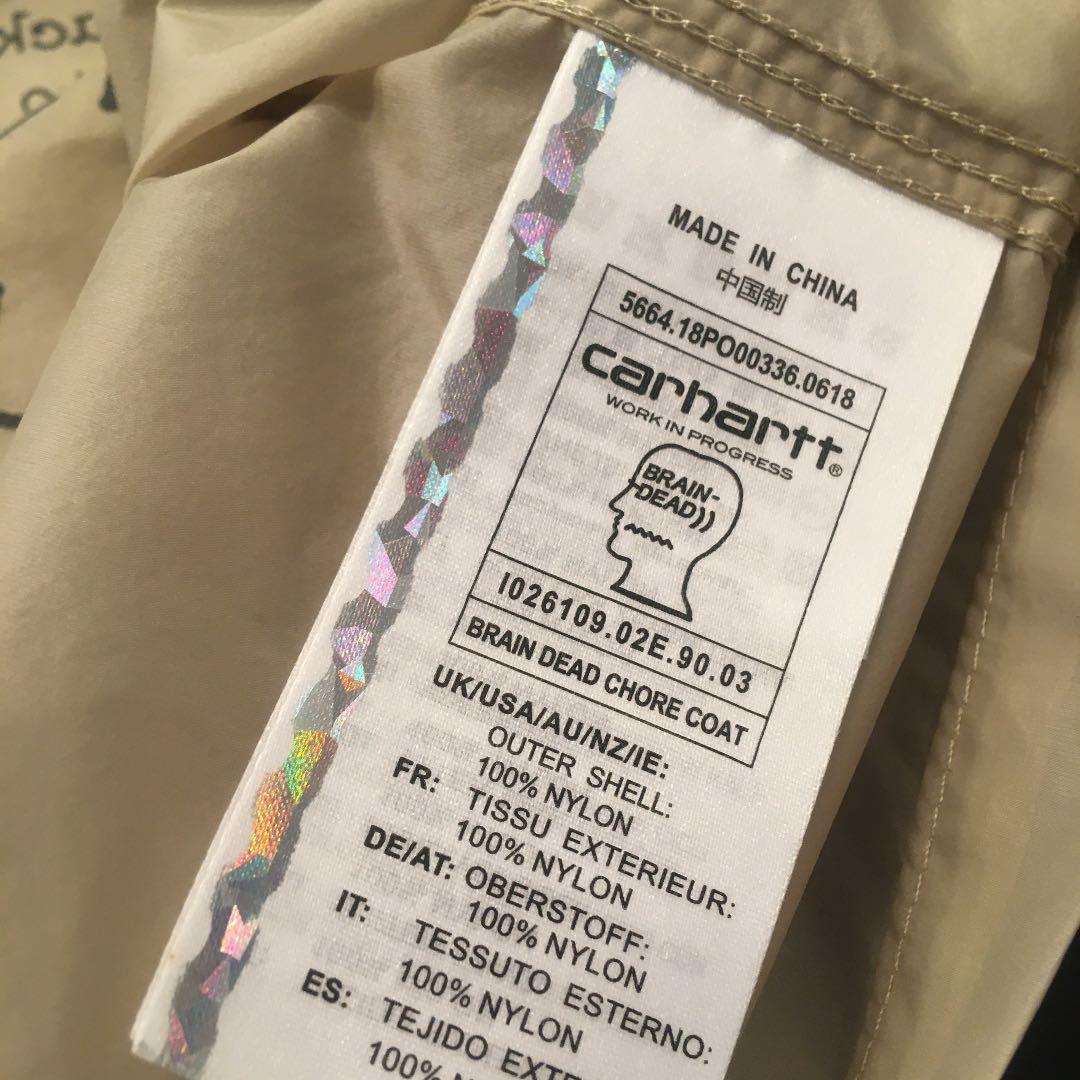 MADE IN CHINA
中国制
5664.18PO00336.0618
carhartt®
WORK IN PROGRESS
BRAIN-
DEAD))
I026109.02E.90.03
BRAIN DEAD CHORE COAT
UK/USA/AU/NZ/IE:
OUTER SHELL:
100% NYLON
FR: TISSU EXTERIEUR:
100% NYLON
DE/AT: OBERSTOFF:
100% NYLON
IT: TESSUTO ESTERNO:
100% NYLON
ES: TEJIDO
100%